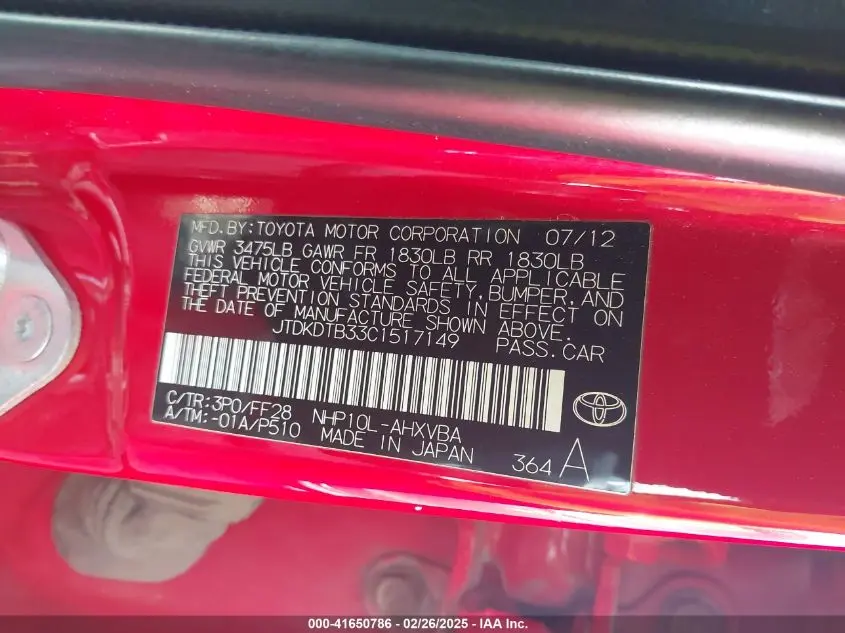 MFD.BY:TOYOTA MOTOR CORPORATION 07/12
GVWR 3475LB GAWR FR 1830LB RR 1830LB
THIS VEHICLE CONFORMS TO ALL APPLICABLE
FEDERAL MOTOR VEHICLE SAFETY,BUMPER,AND
THEFT PREVENTION STANDARDS IN EFFECT ON
THE DATE OF MANUFACTURE SHOWN ABOVE.
JTDKDTB33C1517149 PASS.CAR
C/TR:3P0/FF28 NHP10L-AHXVBA
A/TM:-01A/P510 MADE IN JAPAN
364 A
000-41650786 - 02/26/2025 - IAA Inc.